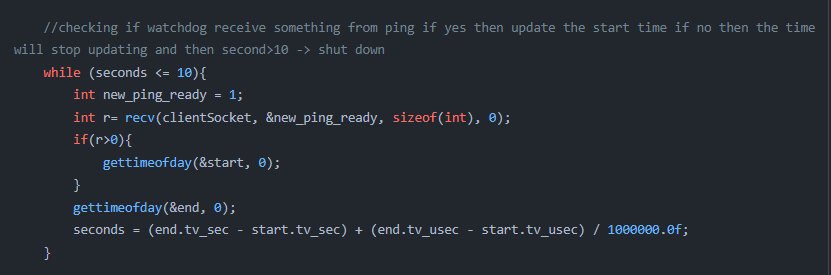 //checking if watchdog receive something from ping if yes then update the start time if no then the time
will stop updating and then second>10 -> shut down
while (seconds <= 10){
int new_ping_ready = 1;
int r= recv(clientSocket, &new_ping_ready, sizeof(int), 0);
if(r>0){
gettimeofday(&start, 0);
}
gettimeofday(&end, 0);
seconds = (end.tv_sec - start.tv_sec) + (end.tv_usec - start.tv_usec) / 1000000.0f;
}